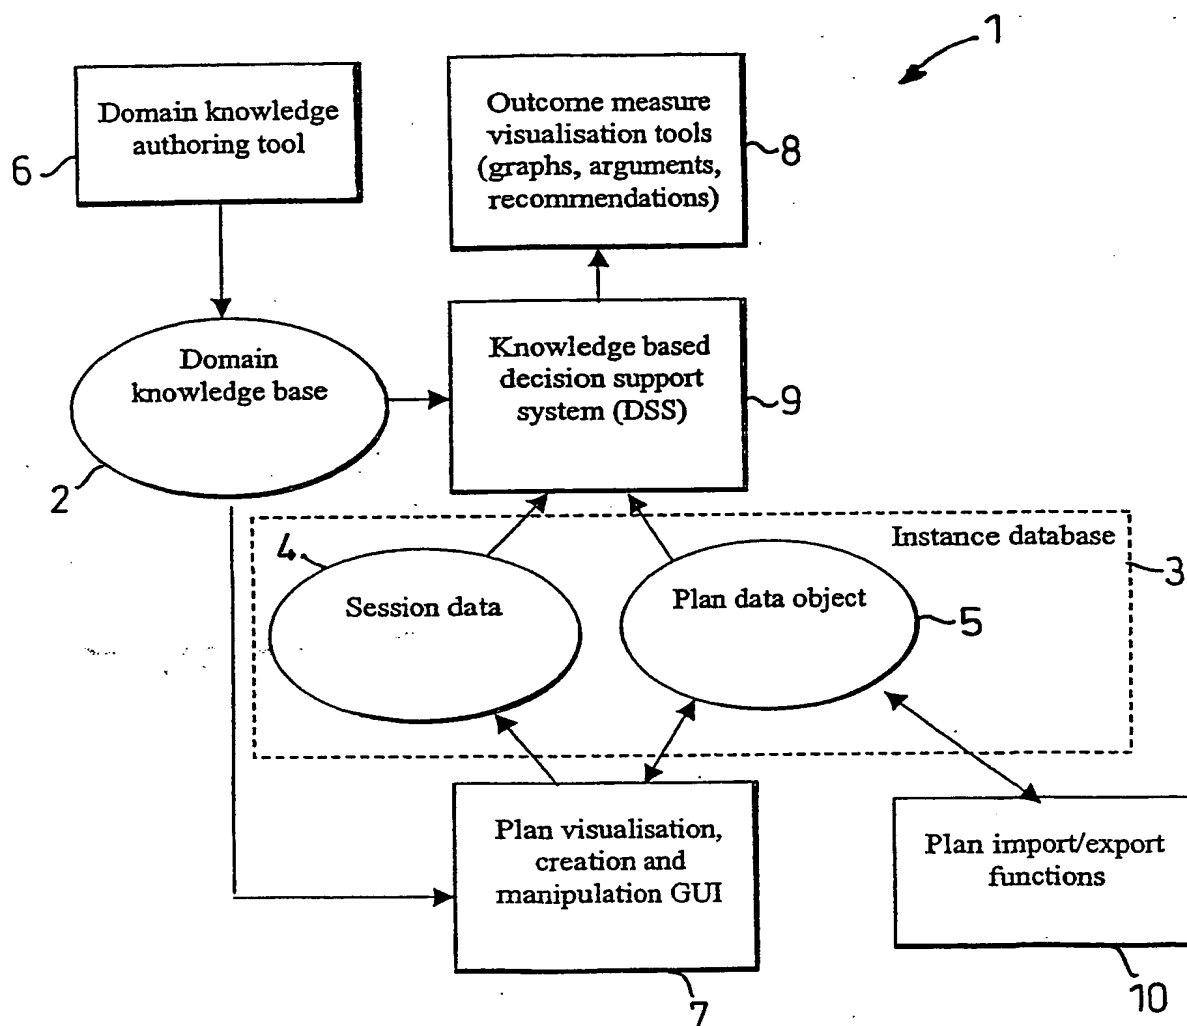 1
Domain knowledge
authoring tool
6
Outcome measure
visualisation tools
(graphs, arguments,
recommendations)
8
Domain
knowledge base
2
Knowledge based
decision support
system (DSS)
9
Instance database
3
4
Session data
Plan data object
5
Plan visualisation,
creation and
manipulation GUI
7
Plan import/export
functions
10